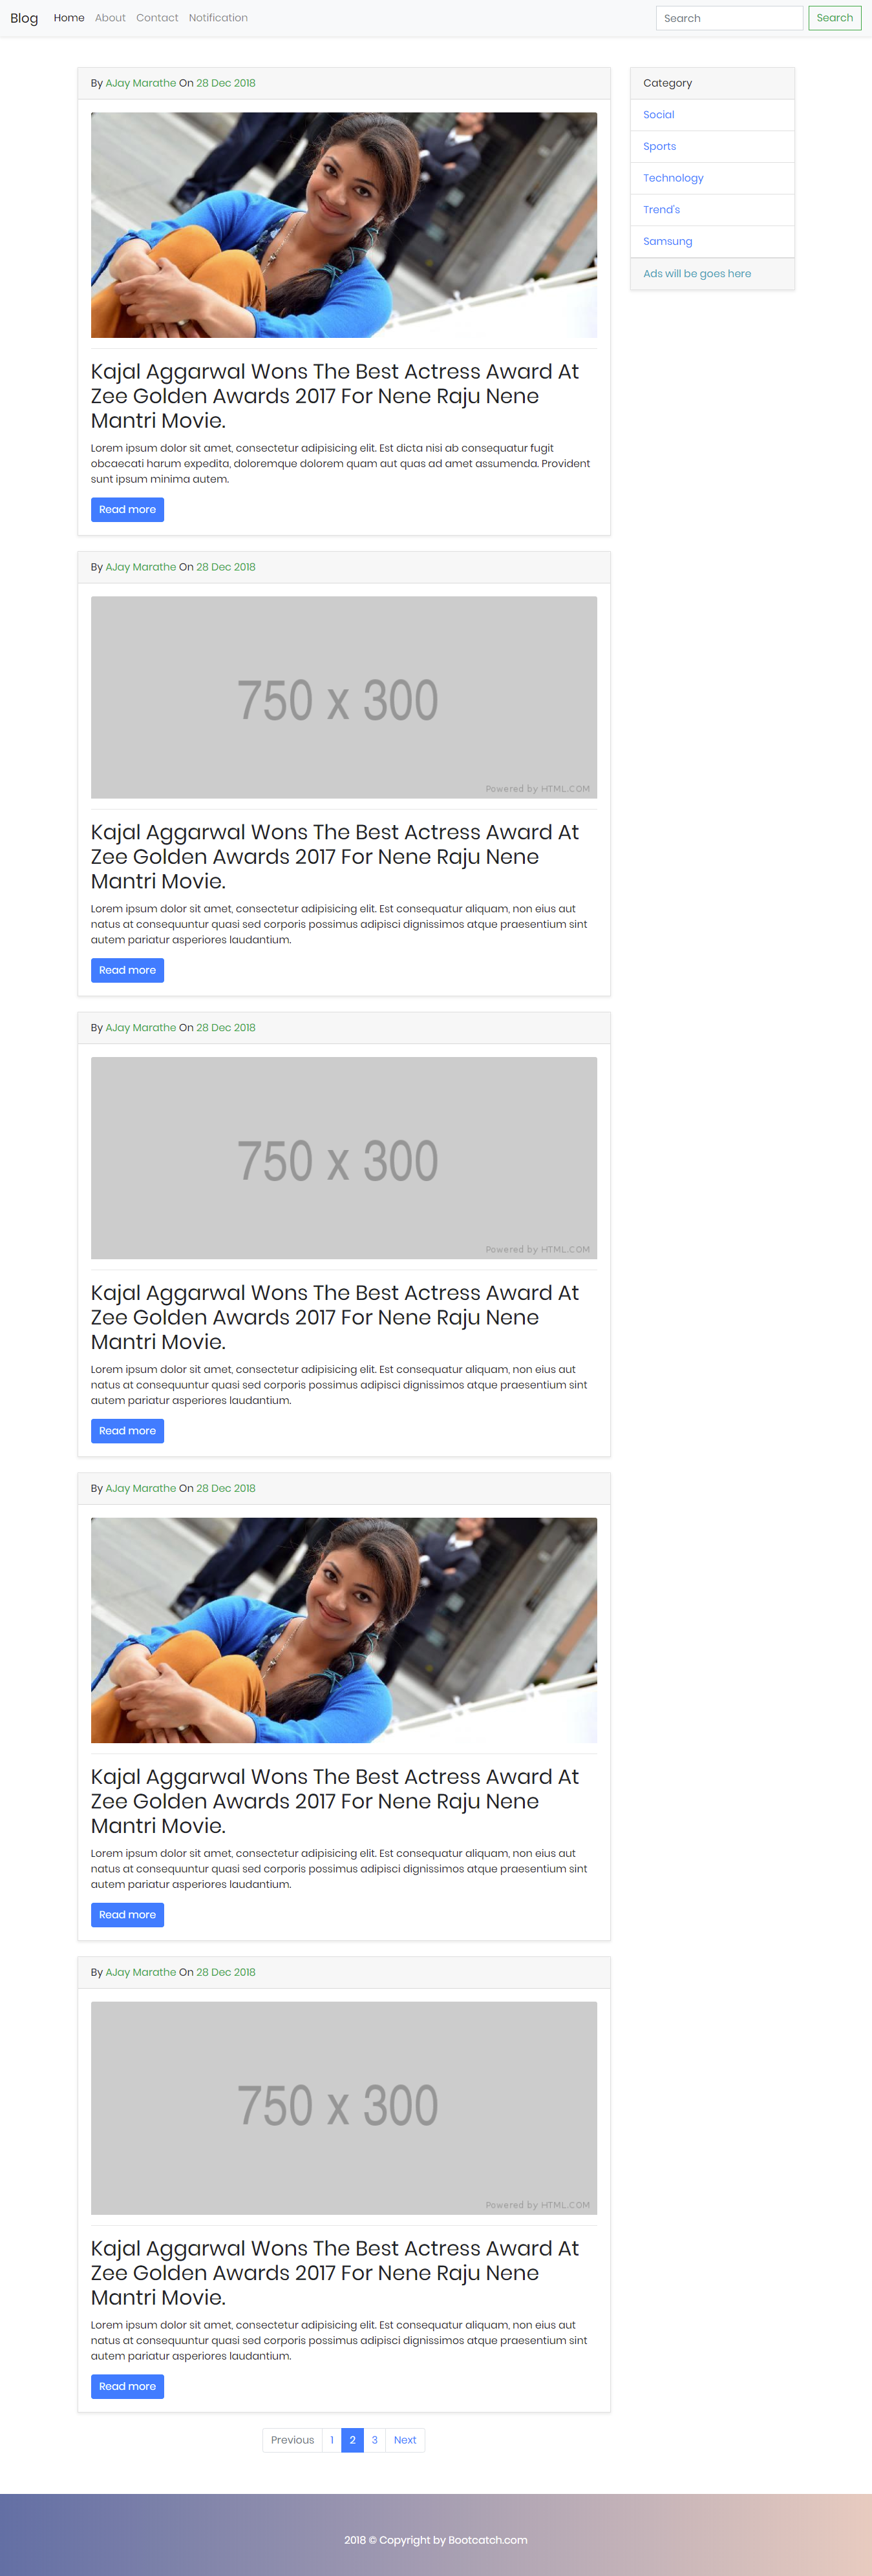 Blog Home About Contact Notification Search Search
By AJay Marathe On 28 Dec 2018
Kajal Aggarwal Wons The Best Actress Award At
Zee Golden Awards 2017 For Nene Raju Nene
Mantri Movie.
Lorem ipsum dolor sit amet, consectetur adipisicing elit. Est dicta nisi ab consequatur fugit
obcaecati harum expedita, doloremque dolorem quam aut quas ad amet assumenda. Provident
sunt ipsum minima autem.
Read more
By AJay Marathe On 28 Dec 2018
750 x 300
Powered by HTML.COM
Kajal Aggarwal Wons The Best Actress Award At
Zee Golden Awards 2017 For Nene Raju Nene
Mantri Movie.
Lorem ipsum dolor sit amet, consectetur adipisicing elit. Est consequatur aliquam, non eius aut
natus at consequuntur quasi sed corporis possimus adipisci dignissimos atque praesentium sint
autem pariatur asperiores laudantium.
Read more
By AJay Marathe On 28 Dec 2018
750 x 300
Powered by HTML.COM
Kajal Aggarwal Wons The Best Actress Award At
Zee Golden Awards 2017 For Nene Raju Nene
Mantri Movie.
Lorem ipsum dolor sit amet, consectetur adipisicing elit. Est consequatur aliquam, non eius aut
natus at consequuntur quasi sed corporis possimus adipisci dignissimos atque praesentium sint
autem pariatur asperiores laudantium.
Read more
By AJay Marathe On 28 Dec 2018
Kajal Aggarwal Wons The Best Actress Award At
Zee Golden Awards 2017 For Nene Raju Nene
Mantri Movie.
Lorem ipsum dolor sit amet, consectetur adipisicing elit. Est consequatur aliquam, non eius aut
natus at consequuntur quasi sed corporis possimus adipisci dignissimos atque praesentium sint
autem pariatur asperiores laudantium.
Read more
By AJay Marathe On 28 Dec 2018
750 x 300
Powered by HTML.COM
Kajal Aggarwal Wons The Best Actress Award At
Zee Golden Awards 2017 For Nene Raju Nene
Mantri Movie.
Lorem ipsum dolor sit amet, consectetur adipisicing elit. Est consequatur aliquam, non eius aut
natus at consequuntur quasi sed corporis possimus adipisci dignissimos atque praesentium sint
autem pariatur asperiores laudantium.
Read more
Previous 1 2 3 Next
Category
Social
Sports
Technology
Trend's
Samsung
Ads will be goes here
2018 © Copyright by Bootcatch.com